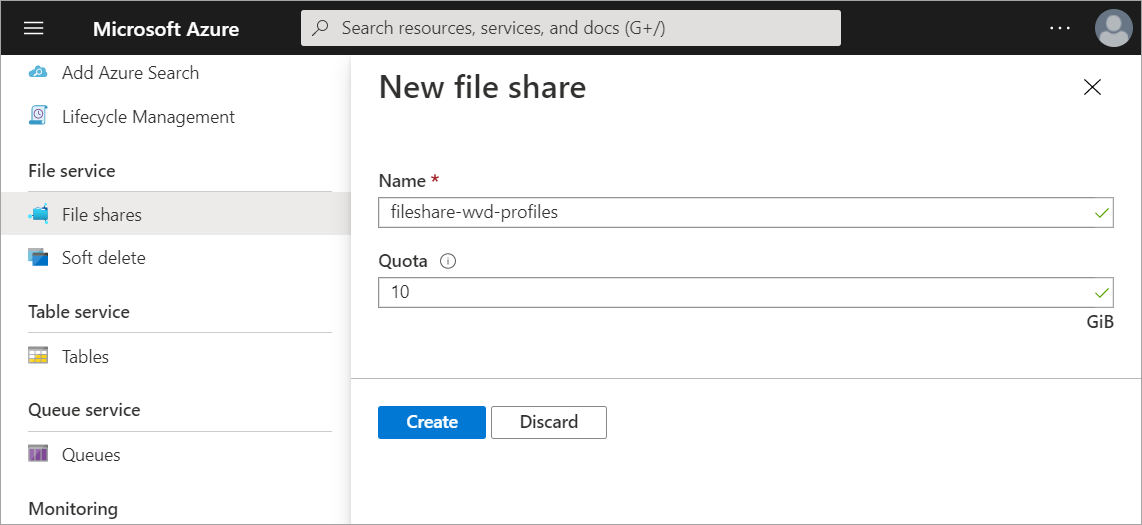 Microsoft Azure
Search resources, services, and docs (G+/)
Add Azure Search
Lifecycle Management
File service
File shares
Soft delete
Table service
Tables
Queue service
Queues
Monitoring
New file share
Name *
fileshare-wvd-profiles
Quota
10
GiB
Create
Discard